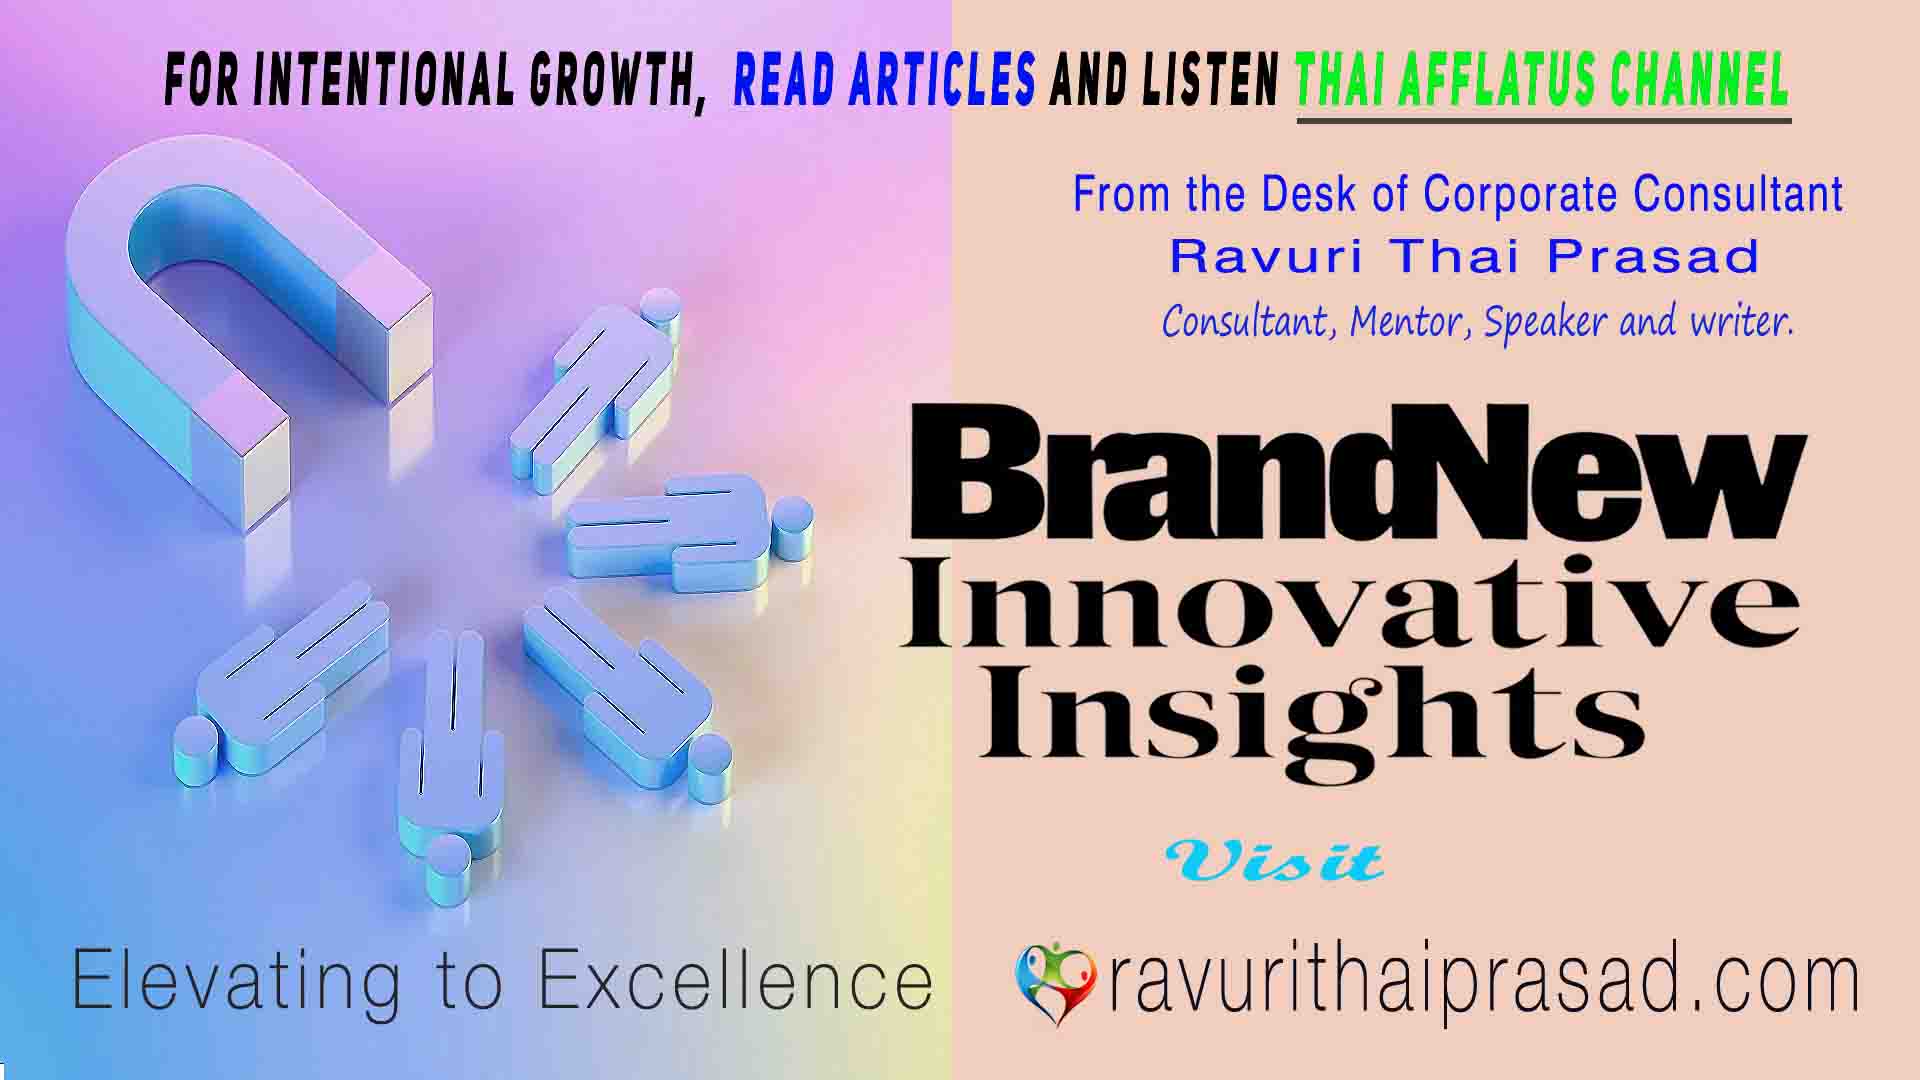 FOR INTENTIONAL GROWTH, READ ARTICLES AND LISTEN THAI AFFLATUS CHANNEL
From the Desk of Corporate Consultant
Ravuri Thai Prasad
Consultant, Mentor, Speaker and writer.
BrandNew
Innovative
Insights
Visit
Elevating to Excellence
ravurithaiprasad.com